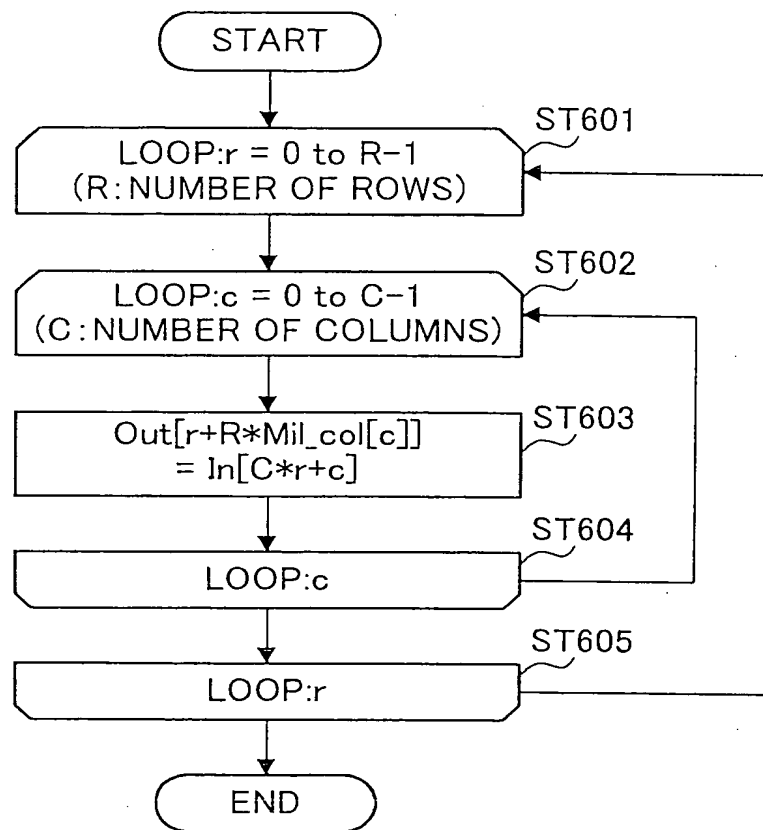 START
ST601
LOOP:r = 0 to R-1
(R:NUMBER OF ROWS)
ST602
LOOP:c = 0 to C-1
(C:NUMBER OF COLUMNS)
ST603
Out[r+R*Mil_col[c]]
= In[C*r+c]
ST604
LOOP:c
ST605
LOOP:r
END